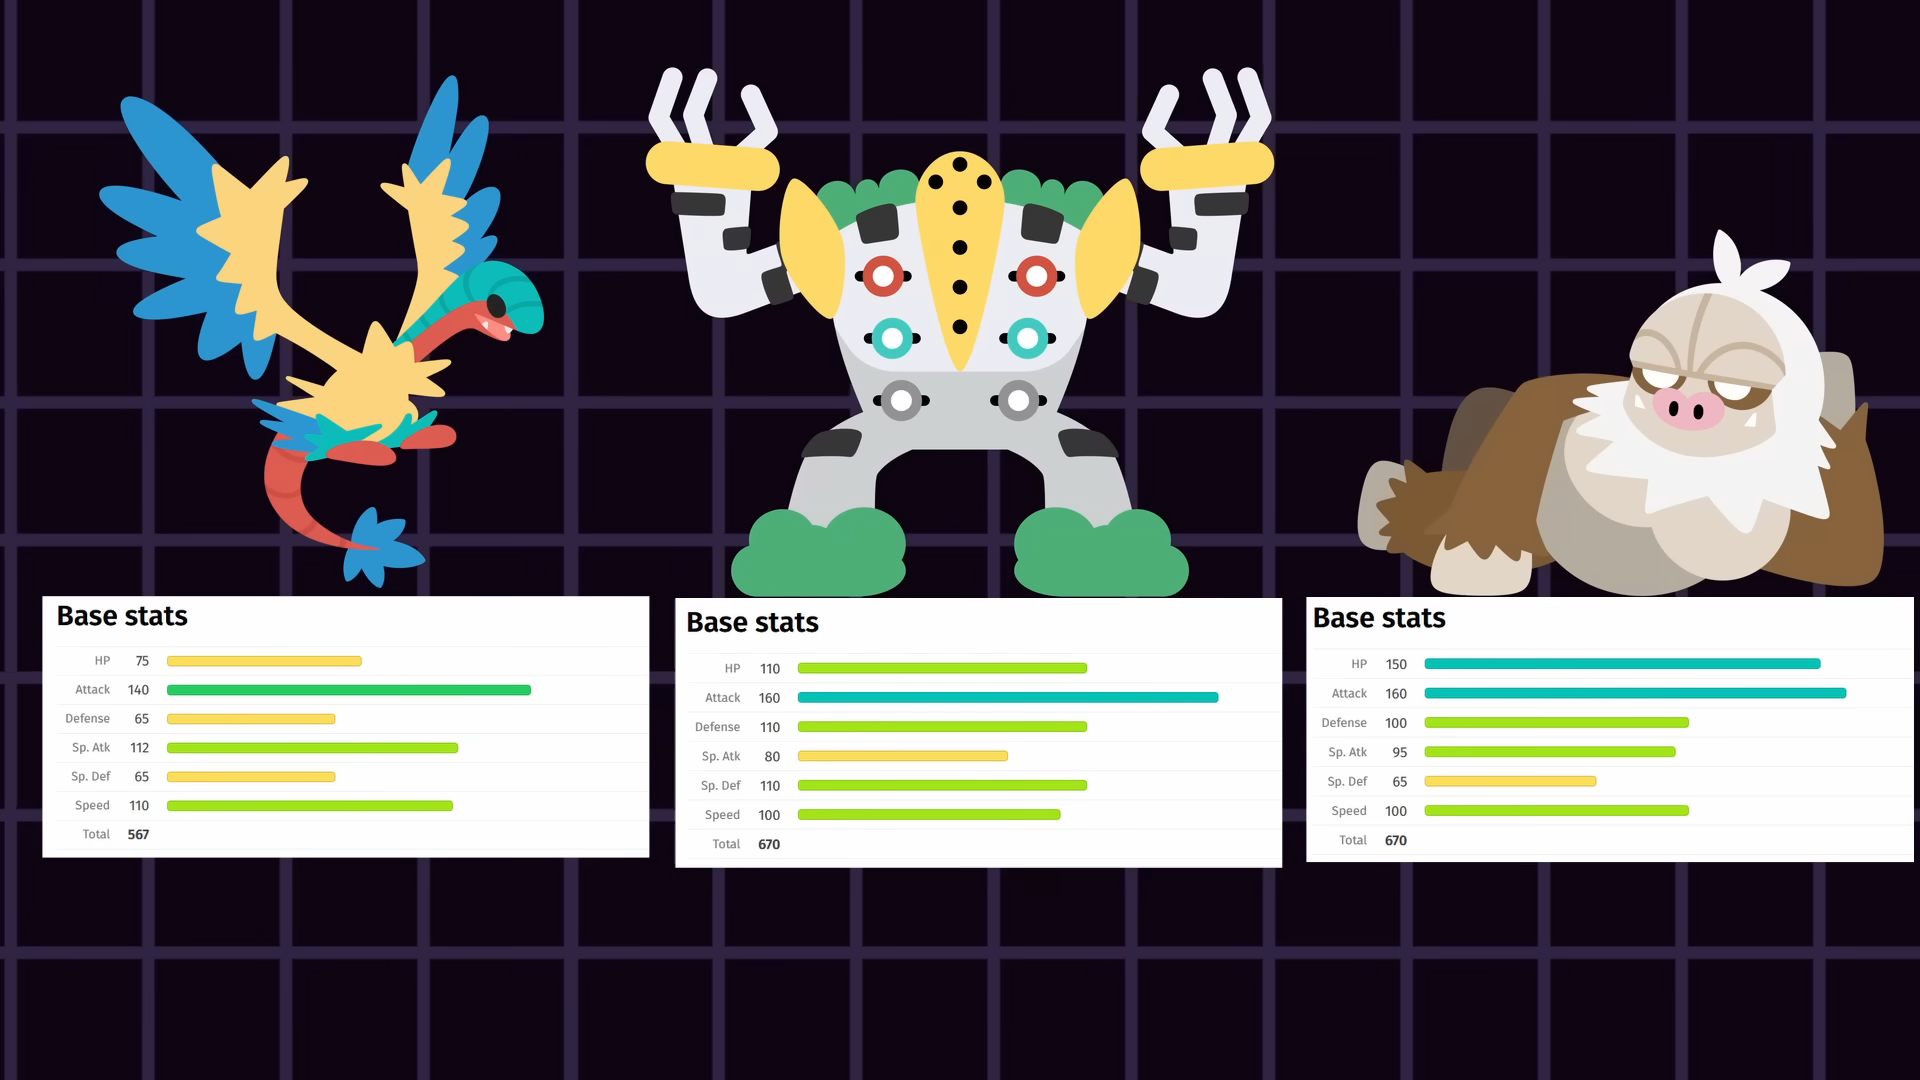 Base stats
HP 75
Attack 140
Defense 65
Sp. Atk 112
Sp. Def 65
Speed 110
Total 567
Base stats
HP 110
Attack 160
Defense 110
Sp. Atk 80
Sp. Def 110
Speed 100
Total 670
Base stats
HP 150
Attack 160
Defense 100
Sp. Atk 95
Sp. Def 65
Speed 100
Total 670